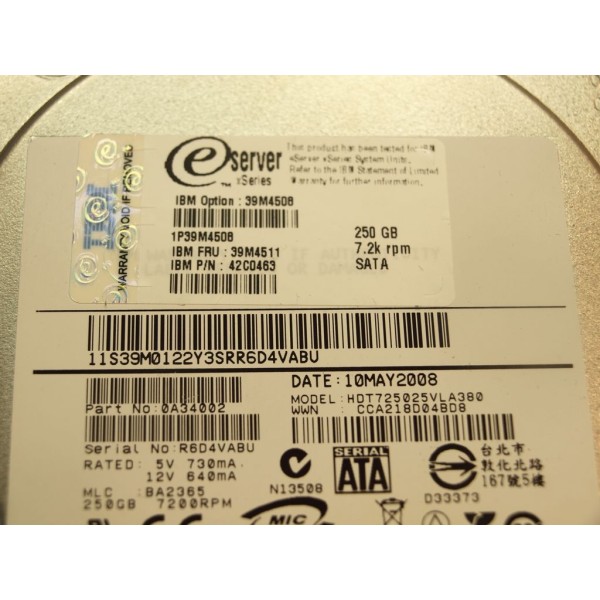 WARRANTY VOID IF REMOVED
IBM
eserver
xSeries
This product has been tested for IBM
eServer xSeries System Units.
Refer to the IBM Statement of Limited
Warranty for further information.
IBM Option : 39M4508
1P39M4508
IBM FRU : 39M4511
IBM P/N : 42C0463
250 GB
7.2k rpm
SATA
11S39M0122Y3SRR6D4VABU
DATE: 10MAY2008
MODEL: HDT725025VLA380
WWN CCA218D04BD8
Part No:0A34002
Serial No:R6D4VABU
RATED: 5V 730mA,
12V 640mA
MLC : BA2365
250GB 7200RPM
N13508
SERIAL
ATA
台北市
敦化北路
167號5樓
D33373
MIC